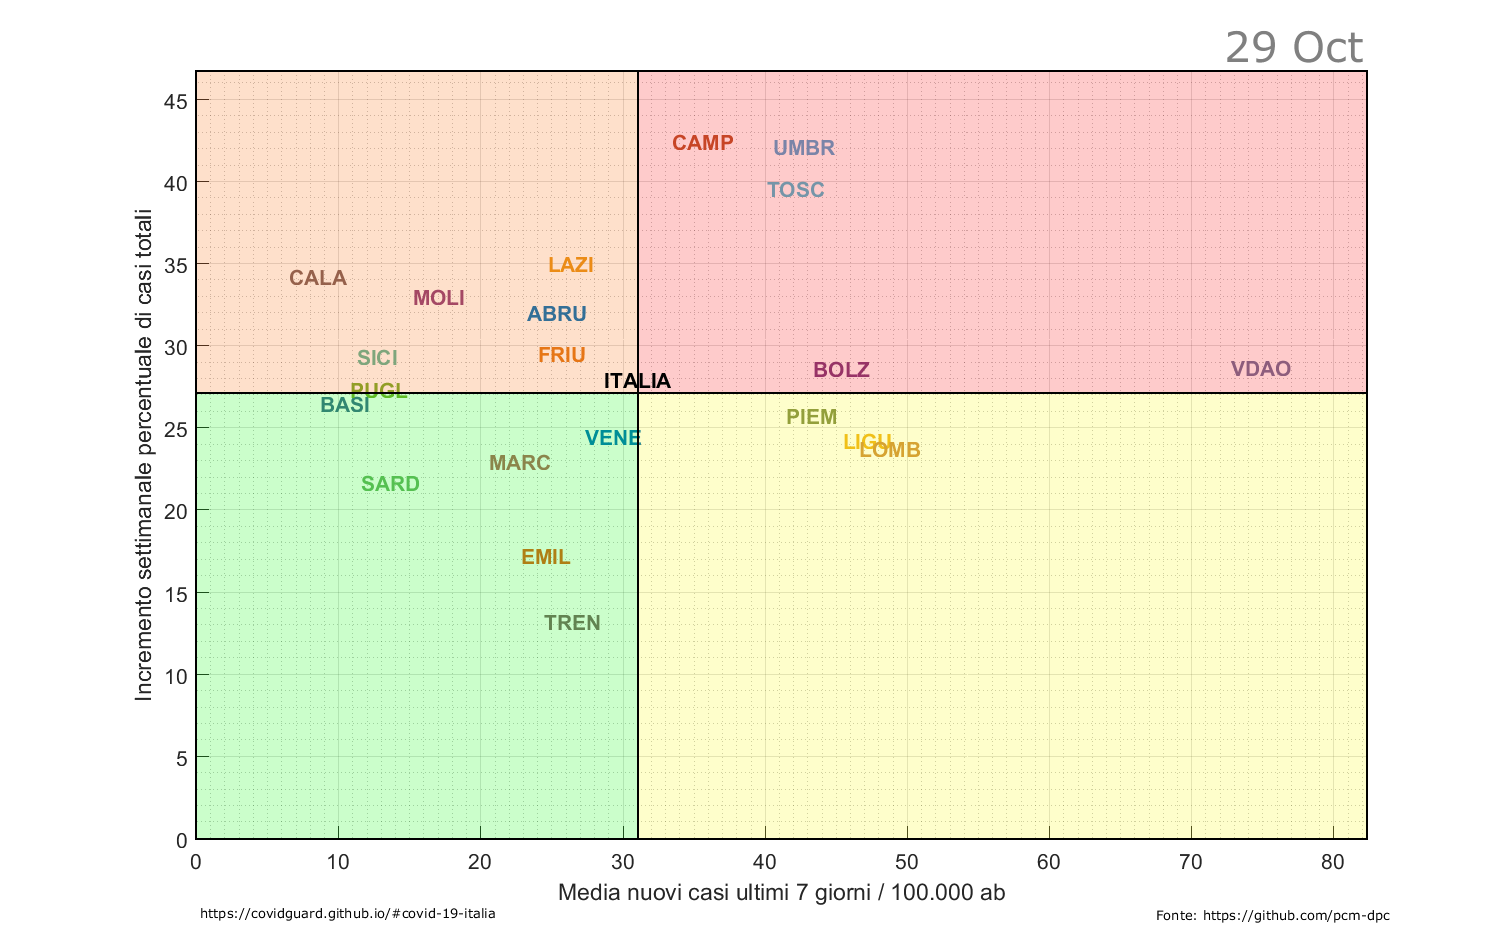 29 Oct
Incremento settimanale percentuale di casi totali
45
40
35
30
25
20
15
10
5
0
CAMP
UMBR
TOSC
LAZI
CALA
MOLI
ABRU
FRIU
SICI
BOLZ
VDAO
ITALIA
PUGL
BASI
PIEM
VENE
LIGU
LOMB
MARC
SARD
EMIL
TREN
0 10 20 30 40 50 60 70 80
Media nuovi casi ultimi 7 giorni / 100.000 ab
https://covidguard.github.io/#covid-19-italia
Fonte: https://github.com/pcm-dpc